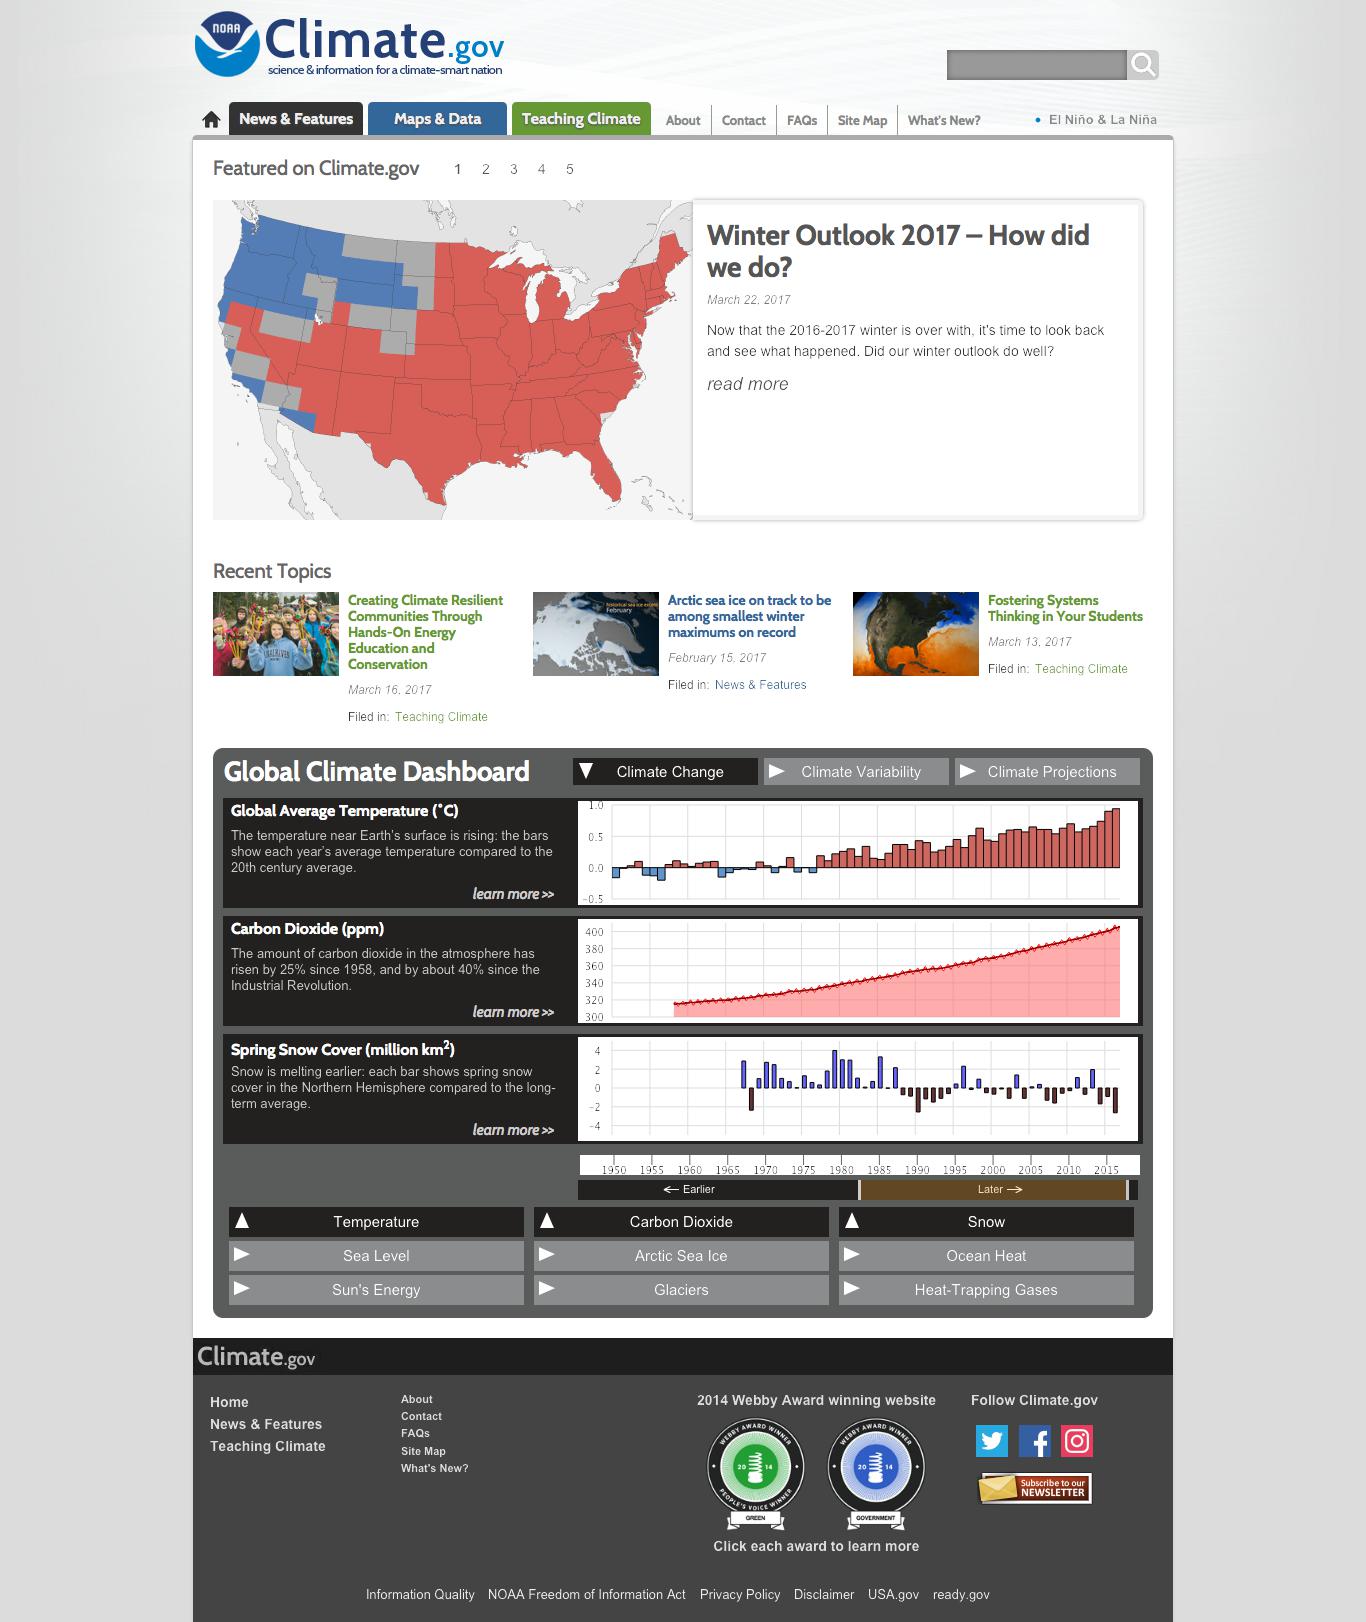 NOAA
Climate.gov
science & information for a climate-smart nation
News & Features
Maps & Data
Teaching Climate
About
Contact
FAQs
Site Map
What's New?
• El Niño & La Niña
Featured on Climate.gov
1 2 3 4 5
Winter Outlook 2017 – How did
we do?
March 22, 2017
Now that the 2016-2017 winter is over with, it's time to look back
and see what happened. Did our winter outlook do well?
read more
Recent Topics
Creating Climate Resilient
Communities Through
Hands-On Energy
Education and
Conservation
March 16, 2017
Filed in: Teaching Climate
February
Arctic sea ice on track to be
among smallest winter
maximums on record
February 15, 2017
Filed in: News & Features
Fostering Systems
Thinking in Your Students
March 13, 2017
Filed in: Teaching Climate
Global Climate Dashboard
Climate Change
Climate Variability
Climate Projections
Global Average Temperature (˚C)
The temperature near Earth's surface is rising: the bars
show each year's average temperature compared to the
20th century average.
learn more >>
1.0
0.5
0.0
-0.5
Carbon Dioxide (ppm)
The amount of carbon dioxide in the atmosphere has
risen by 25% since 1958, and by about 40% since the
Industrial Revolution.
learn more >>
400
380
360
340
320
300
Spring Snow Cover (million km²)
Snow is melting earlier: each bar shows spring snow
cover in the Northern Hemisphere compared to the long-
term average.
learn more >>
4
2
0
-2
-4
1950 1955 1960 1965 1970 1975 1980 1985 1990 1995 2000 2005 2010 2015
← Earlier
Later →
Temperature
Carbon Dioxide
Snow
Sea Level
Arctic Sea Ice
Ocean Heat
Sun's Energy
Glaciers
Heat-Trapping Gases
Climate.gov
Home
News & Features
Teaching Climate
About
Contact
FAQs
Site Map
What's New?
2014 Webby Award winning website
WEBBY AWARD WINNER
20 14
PEOPLE'S VOICE WINNER
GREEN
WEBBY AWARD WINNER
20 14
GOVERNMENT
Click each award to learn more
Follow Climate.gov
Subscribe to our
NEWSLETTER
Information Quality
NOAA Freedom of Information Act
Privacy Policy
Disclaimer
USA.gov
ready.gov